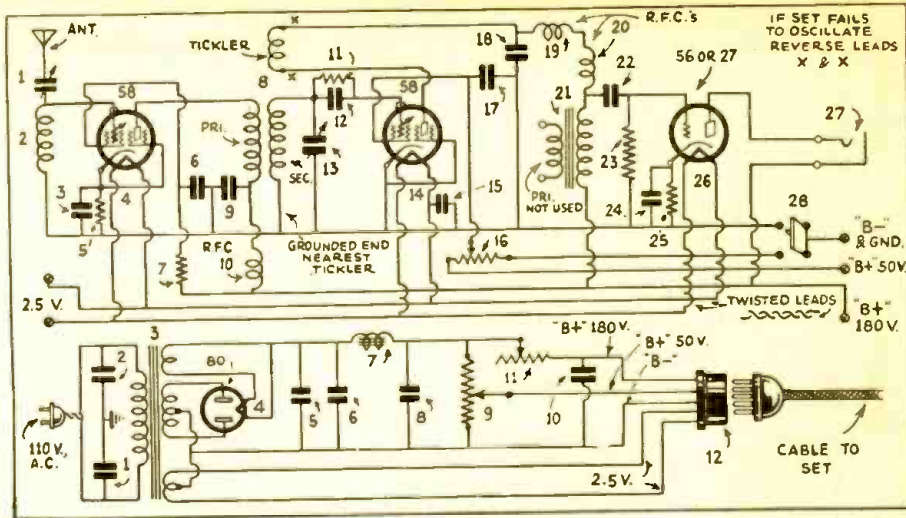 ANT.
1
2
3
4
5'
58
6
7
PRI.
9
RFC
10
TICKLER
X
X
8
11
12
13
SEC.
GROUNDED END
NEAREST
TICKLER
58
14
15
16
17
18
19
R.F.C.'s
20
21
PRI.
NOT USED
22
23
24
25
56 OR 27
26
IF SET FAILS
TO OSCILLATE
REVERSE LEADS
X & X
27
28
"B-"
& GND.
"B+" 50V.
"B+"
180 V.
TWISTED LEADS
2.5 V.
110 V.,
A.C.
1
2
3
80
4
5
6
7
8
9
10
11
"B+" 180 V.
"B+" 50 V.
"B-"
2.5 V.
12
CABLE TO
SET